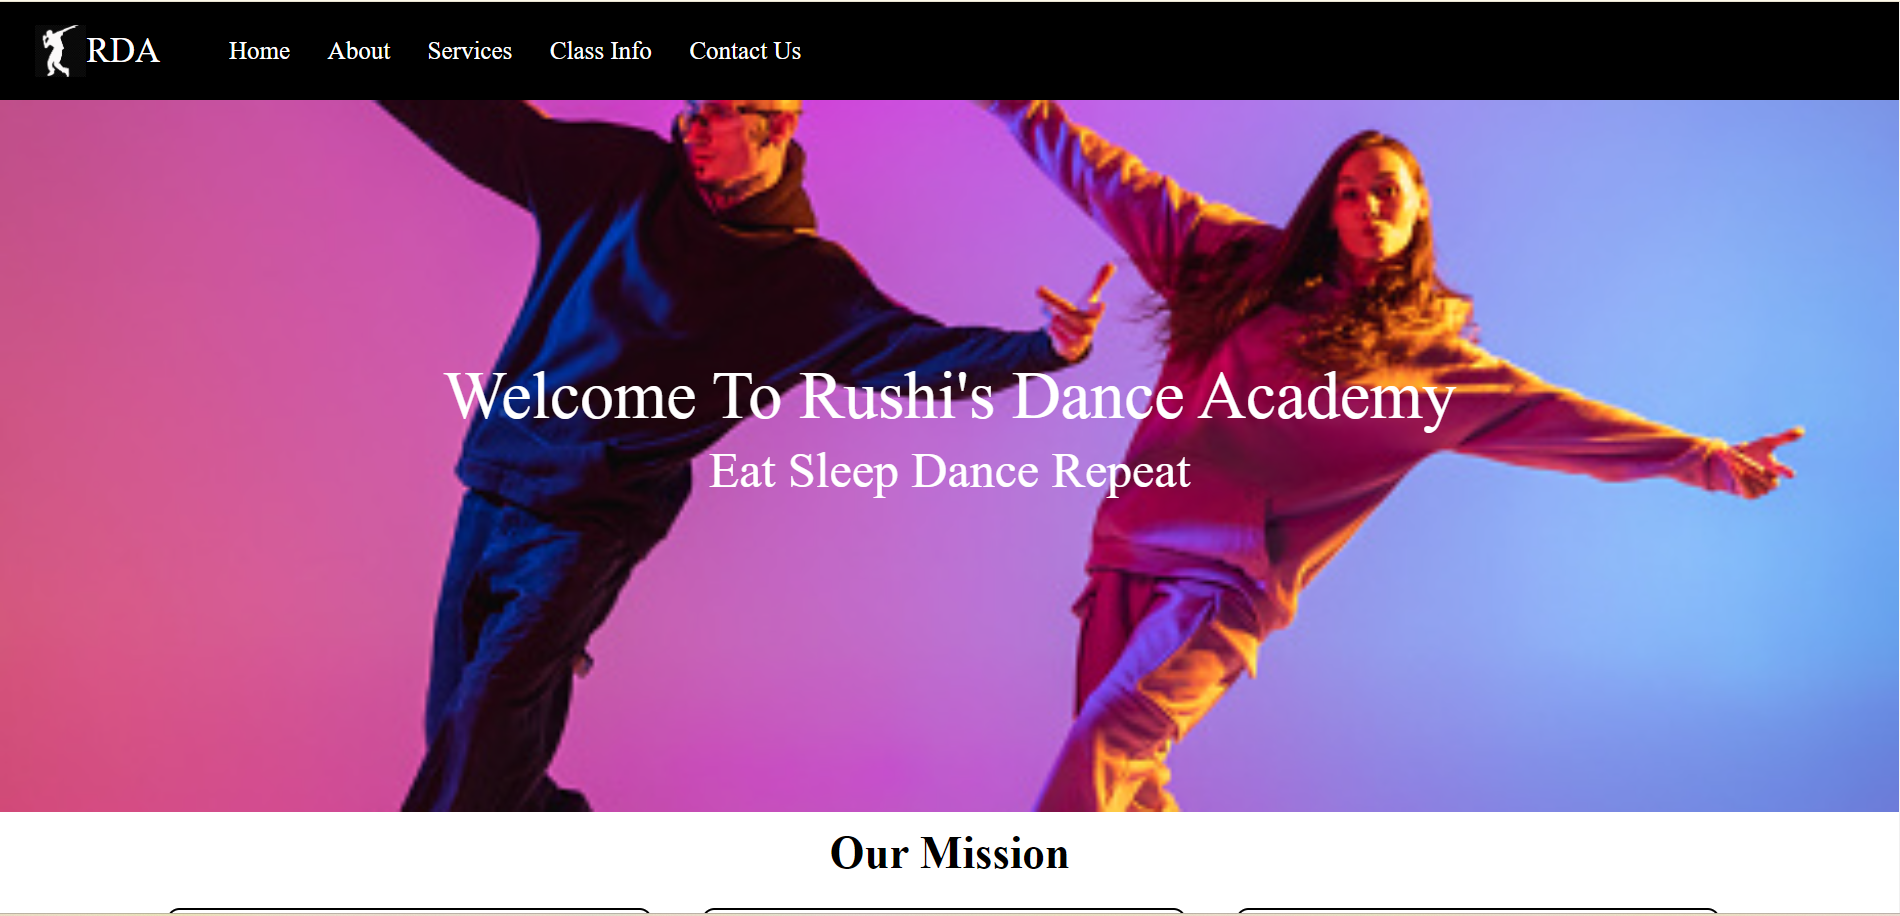 RDA Home About Services Class Info Contact Us
Welcome To Rushi's Dance Academy
Eat Sleep Dance Repeat
Our Mission